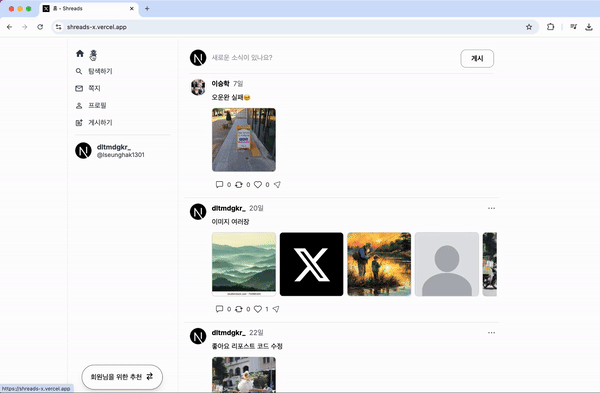 홈 - Shreads
shreads-x.vercel.app
홈
탐색하기
쪽지
프로필
게시하기
dltmdgkr_
@lseunghak1301
회원님을 위한 추천
https://shreads-x.vercel.app
새로운 소식이 있나요?
게시
이승학 7일
오운완 실패🥺
0 0 0
dltmdgkr_ 20일
이미지 여러장
0 0 1
dltmdgkr_ 22일
좋아요 리포스트 코드 수정